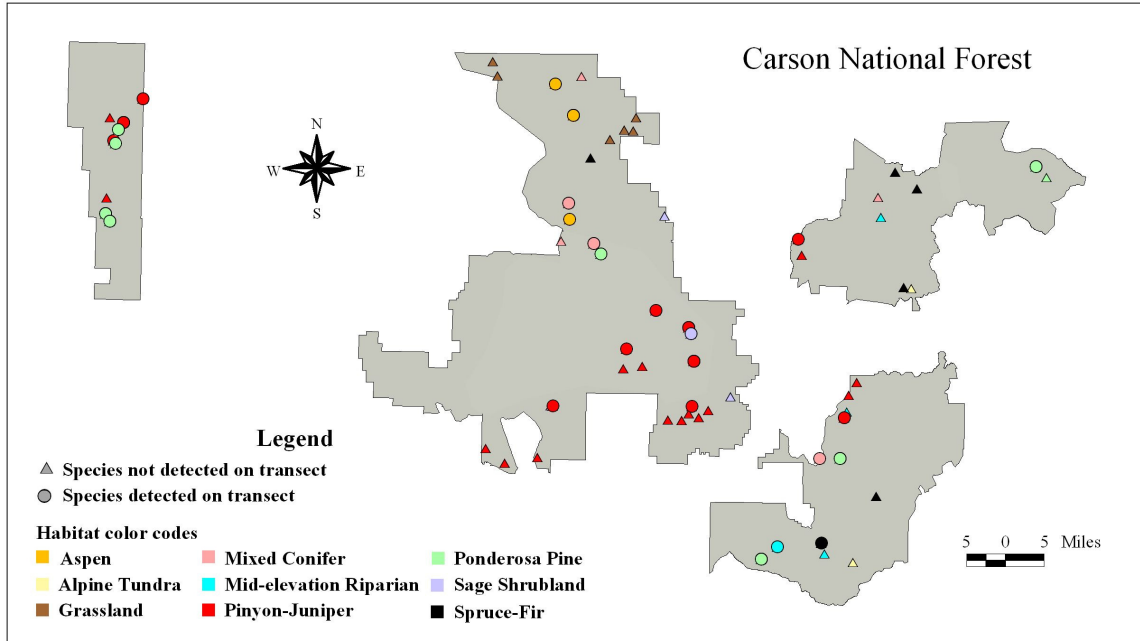 Carson National Forest
N
W E
S
Legend
Species not detected on transect
Species detected on transect
Habitat color codes
Aspen Mixed Conifer Ponderosa Pine
Alpine Tundra Mid-elevation Riparian Sage Shrubland
Grassland Pinyon-Juniper Spruce-Fir
5 0 5 Miles